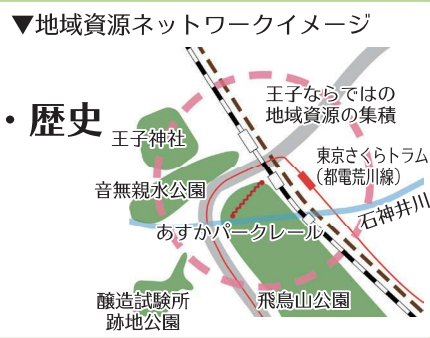 ▼地域資源ネットワークイメージ
・歴史
王子ならではの
地域資源の集積
王子神社
東京さくらトラム
（都電荒川線）
音無親水公園
石神井川
あすかパークレール
醸造試験所
跡地公園
飛鳥山公園